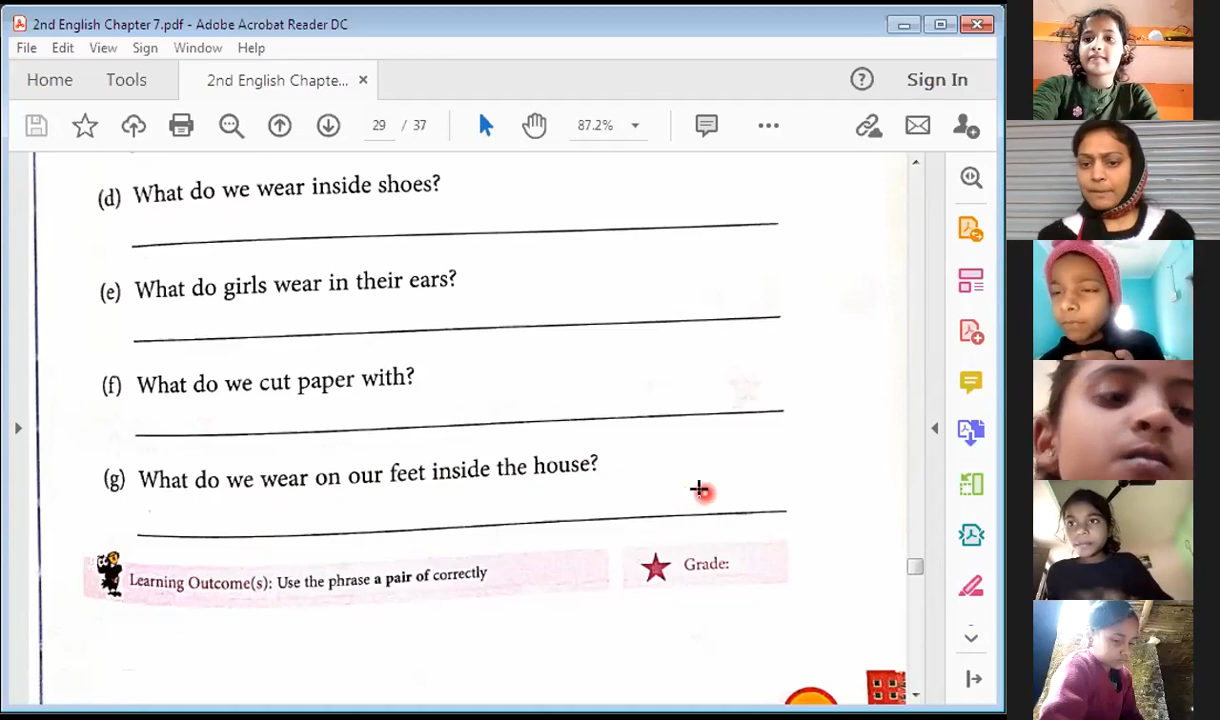 2nd English Chapter 7.pdf - Adobe Acrobat Reader DC
File Edit View Sign Window Help
Home Tools 2nd English Chapte... × Sign In
29 / 37 87.2%
(d) What do we wear inside shoes?
(e) What do girls wear in their ears?
(f) What do we cut paper with?
(g) What do we wear on our feet inside the house?
Learning Outcome(s): Use the phrase a pair of correctly
Grade: